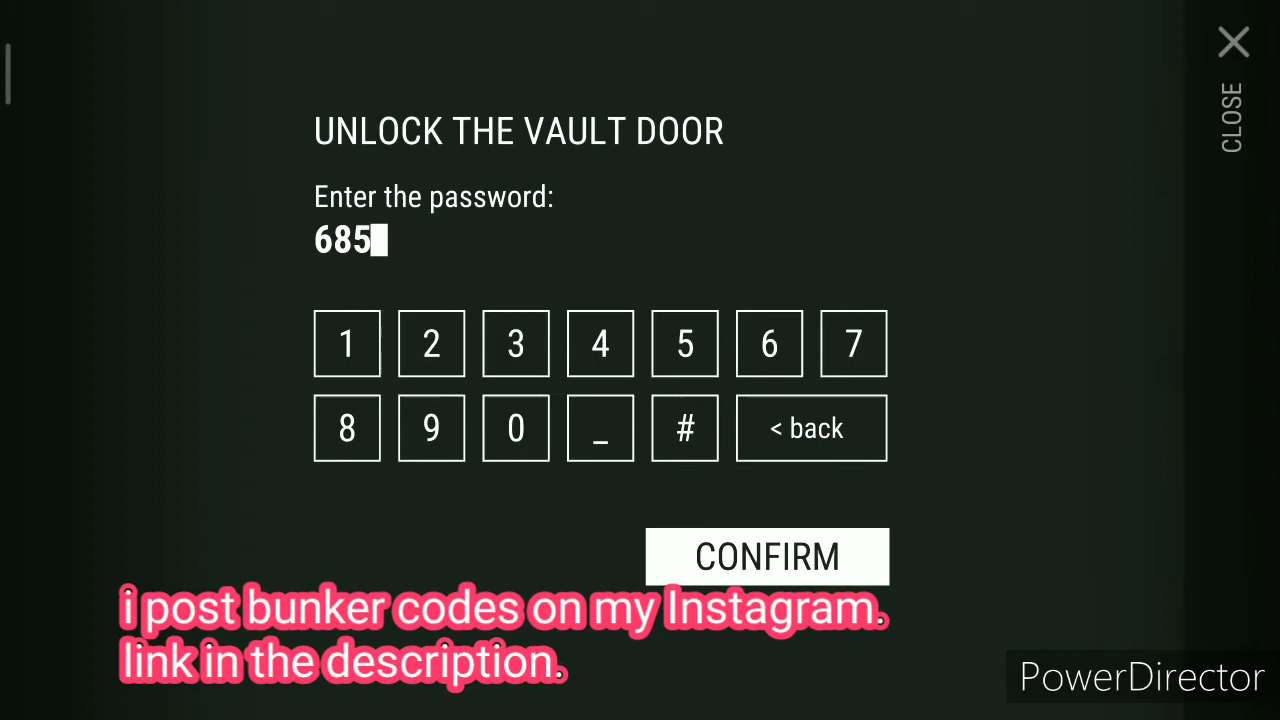 CLOSE
UNLOCK THE VAULT DOOR
Enter the password:
685
1 2 3 4 5 6 7
8 9 0 _ # < back
CONFIRM
i post bunker codes on my Instagram.
link in the description.
PowerDirector